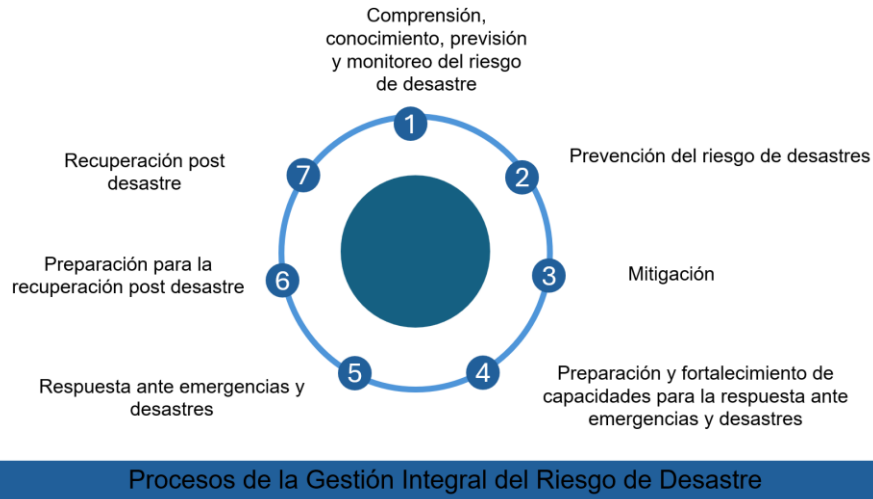 Comprensión,
conocimiento, previsión
y monitoreo del riesgo
de desastre
1
Prevención del riesgo de desastres
2
Mitigación
3
Preparación y fortalecimiento de
capacidades para la respuesta ante
emergencias y desastres
4
Respuesta ante emergencias y
desastres
5
Preparación para la
recuperación post desastre
6
Recuperación post
desastre
7
Procesos de la Gestión Integral del Riesgo de Desastre